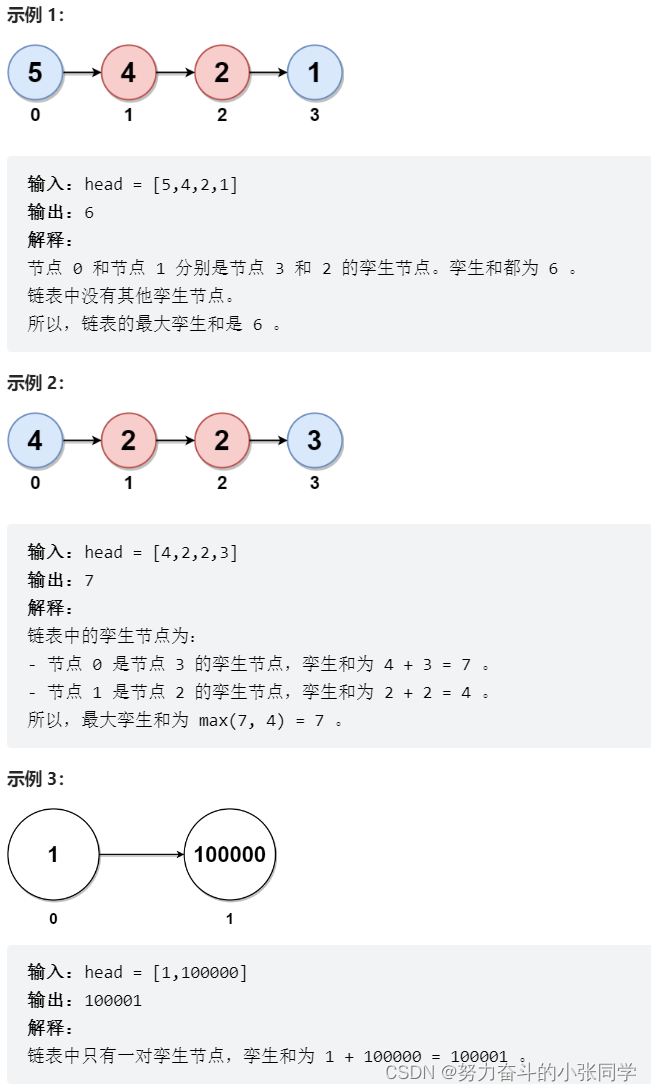 示例 1：
5 4 2 1
0 1 2 3
输入：head = [5,4,2,1]
输出：6
解释：
节点 0 和节点 1 分别是节点 3 和 2 的孪生节点。孪生和都为 6 。
链表中没有其他孪生节点。
所以，链表的最大孪生和是 6 。
示例 2：
4 2 2 3
0 1 2 3
输入：head = [4,2,2,3]
输出：7
解释：
链表中的孪生节点为：
- 节点 0 是节点 3 的孪生节点，孪生和为 4 + 3 = 7 。
- 节点 1 是节点 2 的孪生节点，孪生和为 2 + 2 = 4 。
所以，最大孪生和为 max(7, 4) = 7 。
示例 3：
1 100000
0 1
输入：head = [1,100000]
输出：100001
解释：
链表中只有一对孪生节点，孪生和为 1 + 100000 = 100001 。
CSDN @努力奋斗的小张同学